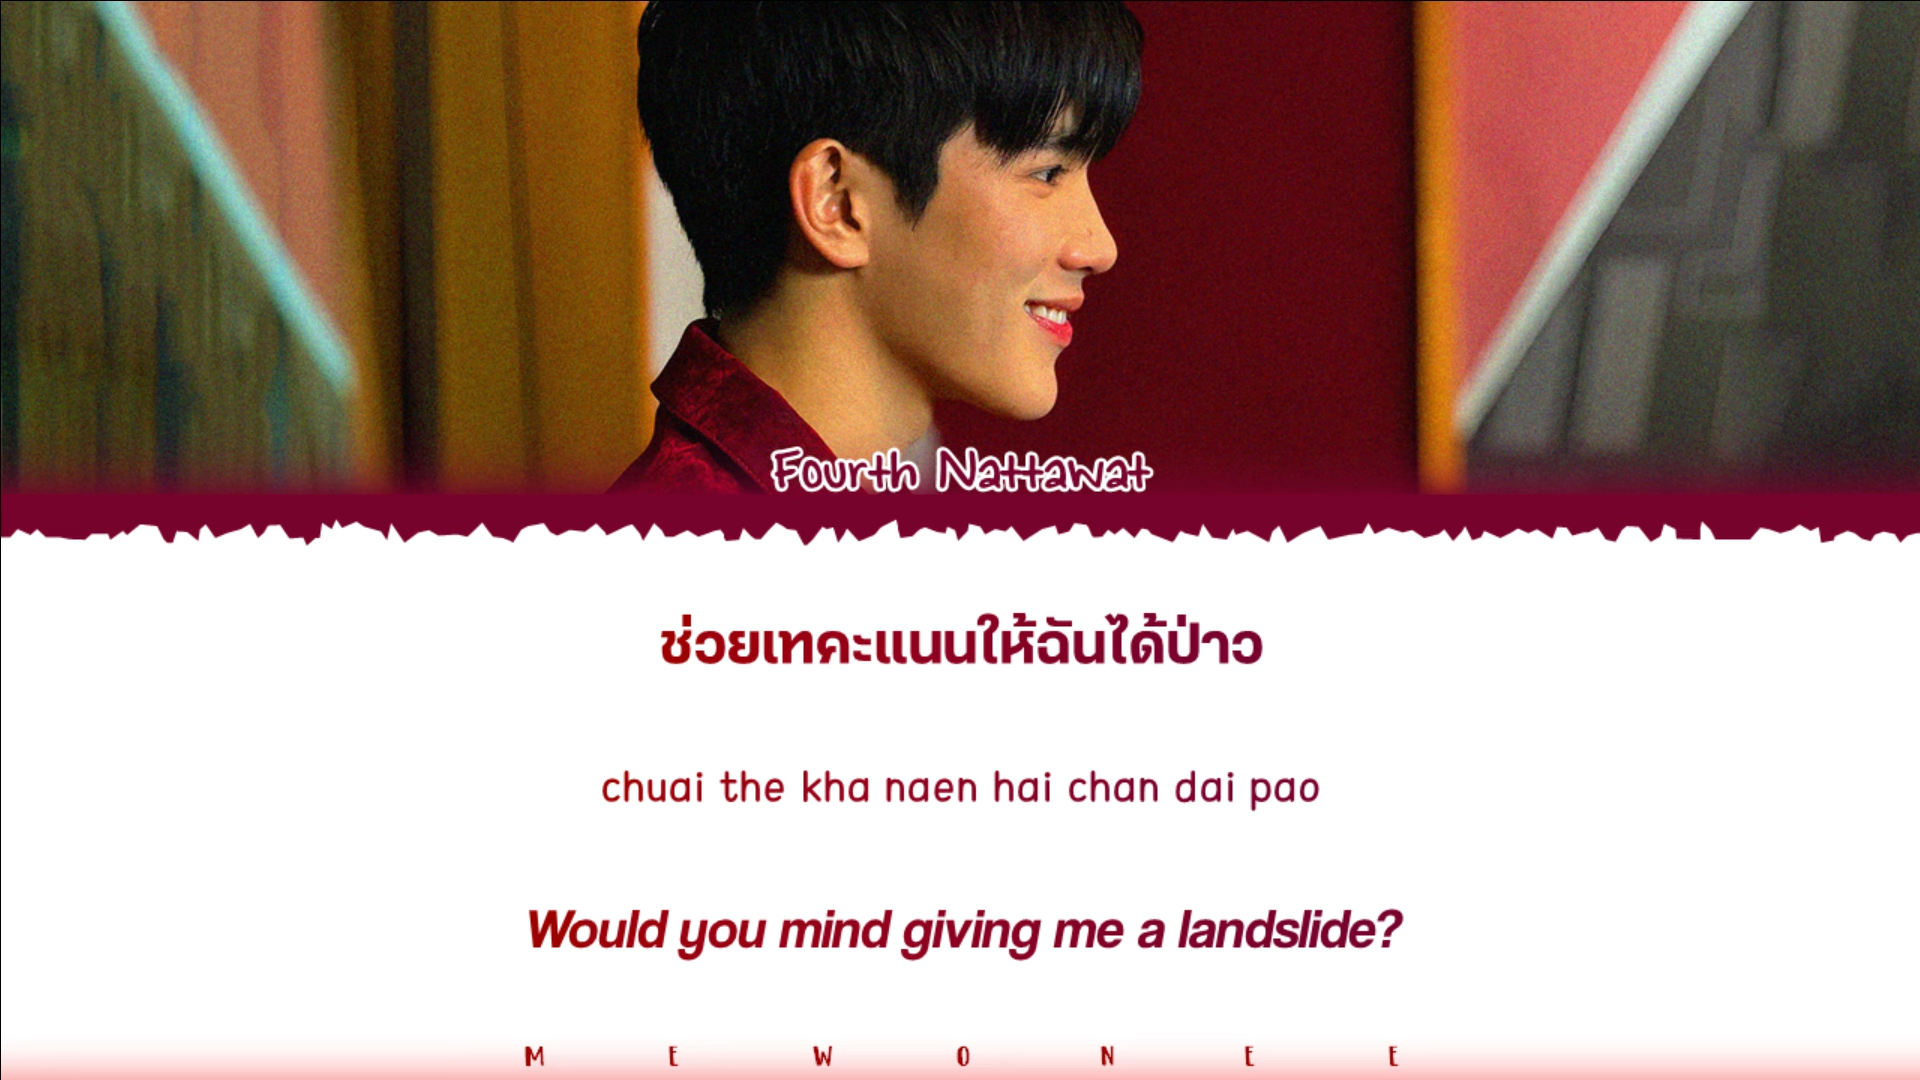 Fourth Nattawat
ช่วยเทคะแนนให้ฉันได้ป่าว
chuai the kha naen hai chan dai pao
Would you mind giving me a landslide?
M E W O N E E